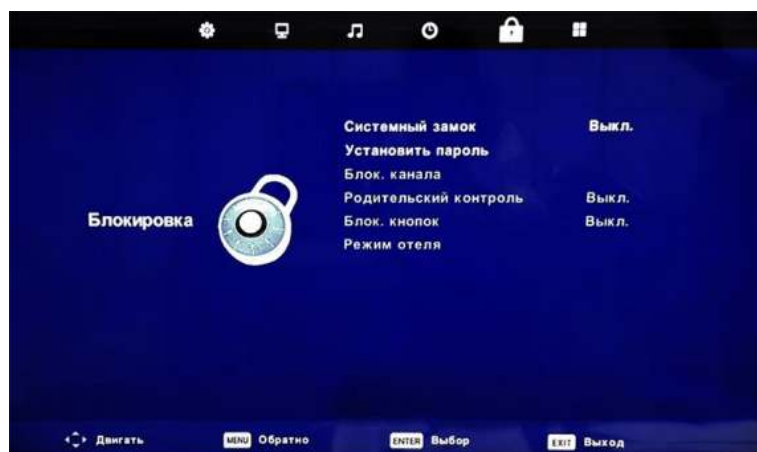 Системный замок Выкл.
Установить пароль
Блок. канала
Родительский контроль Выкл.
Блокировка
Блок. кнопок Выкл.
Режим отеля
Двигать MENU Обратно ENTER Выбор EXIT Выход